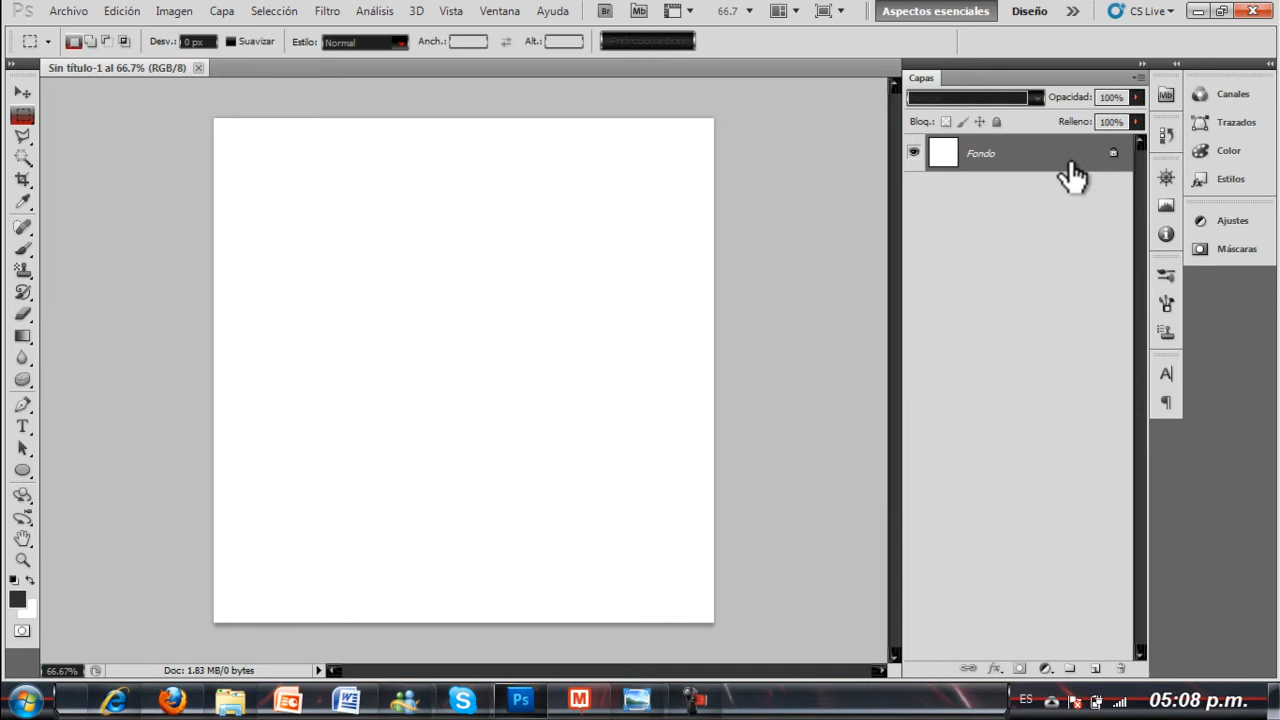 Ps Archivo Edición Imagen Capa Selección Filtro Análisis 3D Vista Ventana Ayuda Br Mb 66.7 Aspectos esenciales Diseño CS Live
Desv.: 0 px Suavizar Estilo: Normal Anch.: Alt.:
Sin título-1 al 66.7% (RGB/8)
Capas
Opacidad: 100%
Bloq.: Relleno: 100%
Fondo
Mb Canales
Trazados
Color
Estilos
Ajustes
Máscaras
66.67% Doc: 1.83 MB/0 bytes
ES 05:08 p.m.